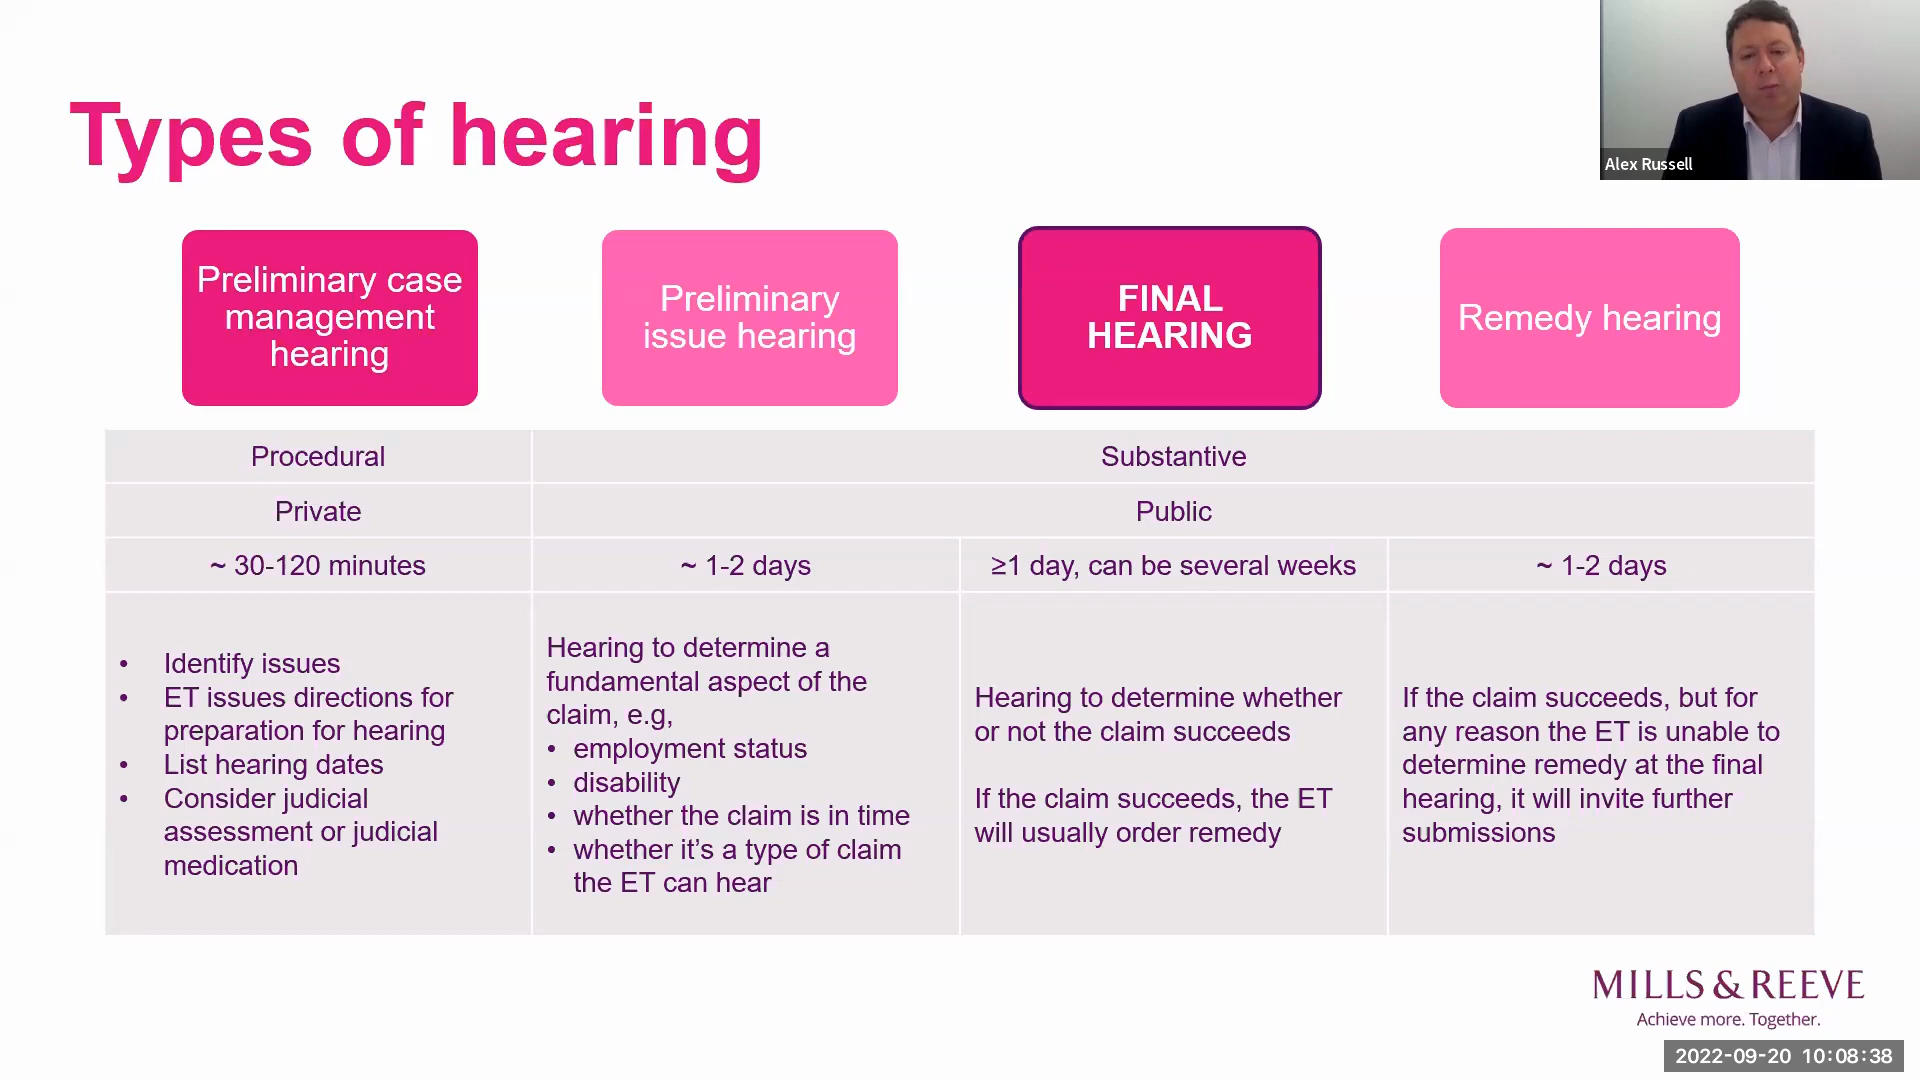 Types of hearing
Alex Russell
Preliminary case
management
hearing
Preliminary
issue hearing
FINAL
HEARING
Remedy hearing
Procedural
Substantive
Private
Public
~ 30-120 minutes
~ 1-2 days
≥1 day, can be several weeks
~ 1-2 days
• Identify issues
• ET issues directions for
preparation for hearing
• List hearing dates
• Consider judicial
assessment or judicial
medication
Hearing to determine a
fundamental aspect of the
claim, e.g,
• employment status
• disability
• whether the claim is in time
• whether it’s a type of claim
the ET can hear
Hearing to determine whether
or not the claim succeeds
If the claim succeeds, the ET
will usually order remedy
If the claim succeeds, but for
any reason the ET is unable to
determine remedy at the final
hearing, it will invite further
submissions
MILLS & REEVE
Achieve more. Together.
2022-09-20 10:08:38